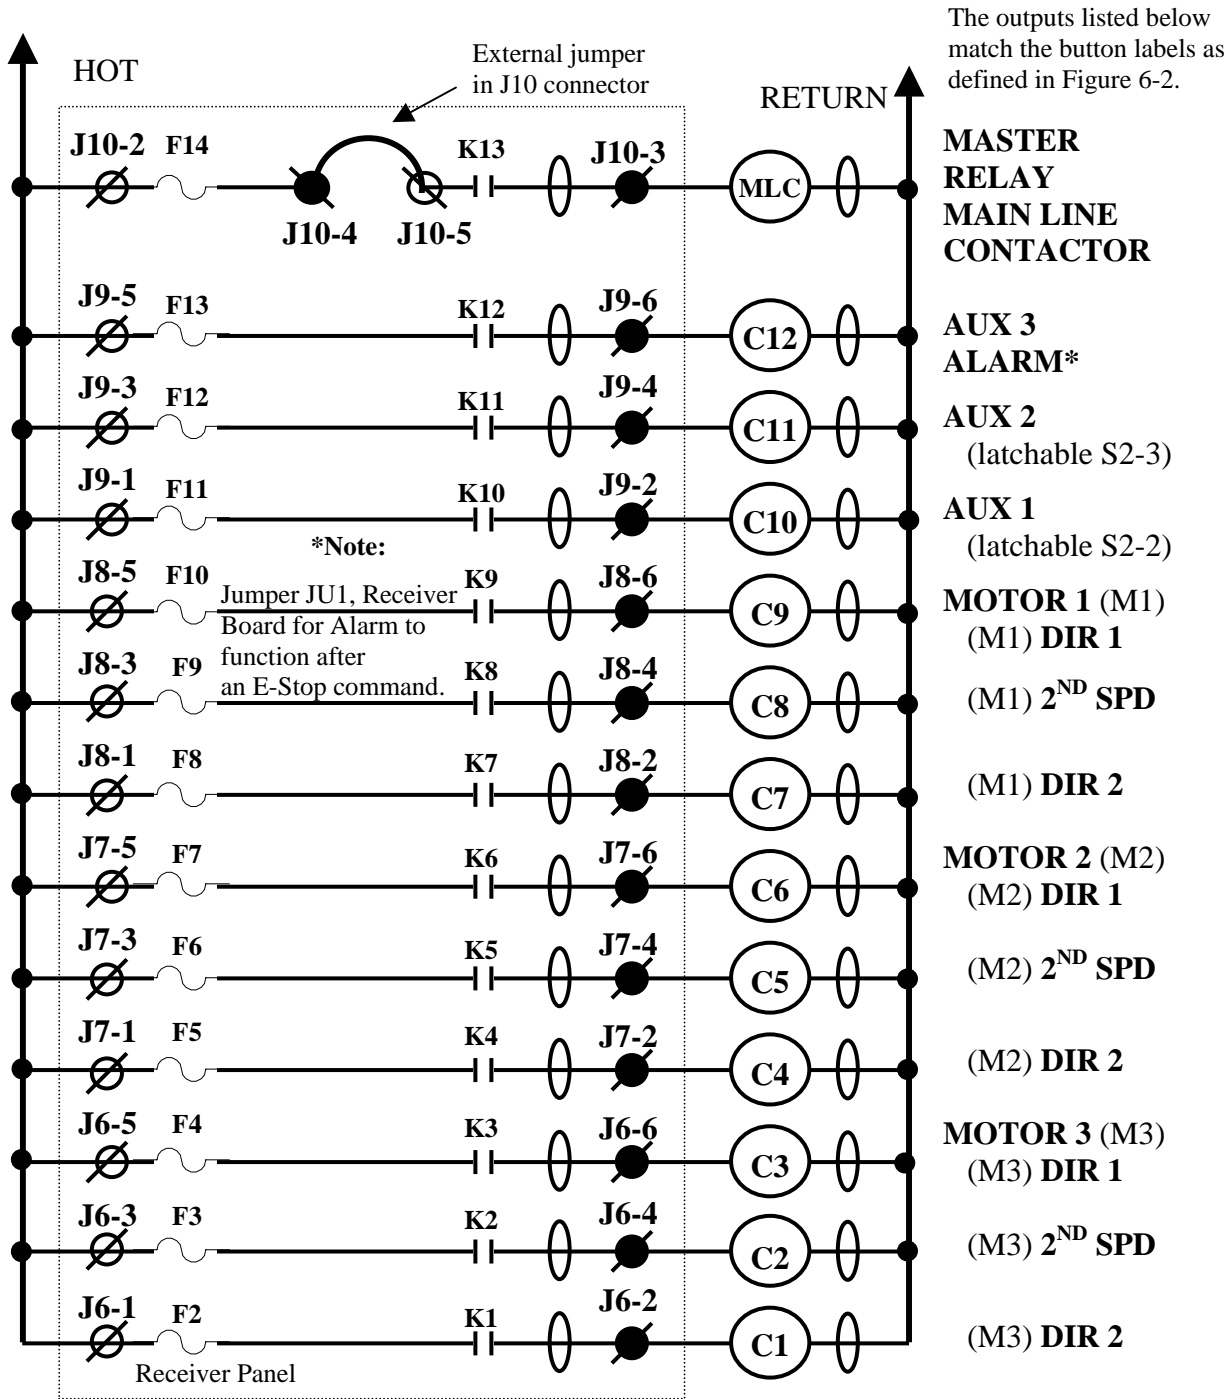 The outputs listed below
match the button labels as
defined in Figure 6-2.
External jumper
in J10 connector
HOT
RETURN
J10-2 F14 K13 J10-3
MLC
J10-4 J10-5
MASTER
RELAY
MAIN LINE
CONTACTOR
J9-5 F13 K12 J9-6
C12
AUX 3
ALARM*
J9-3 F12 K11 J9-4
C11
AUX 2
(latchable S2-3)
J9-1 F11 K10 J9-2
C10
AUX 1
(latchable S2-2)
*Note:
Jumper JU1, Receiver
Board for Alarm to
function after
an E-Stop command.
J8-5 F10 K9 J8-6
C9
MOTOR 1 (M1)
(M1) DIR 1
J8-3 F9 K8 J8-4
C8
(M1) 2ND SPD
J8-1 F8 K7 J8-2
C7
(M1) DIR 2
J7-5 F7 K6 J7-6
C6
MOTOR 2 (M2)
(M2) DIR 1
J7-3 F6 K5 J7-4
C5
(M2) 2ND SPD
J7-1 F5 K4 J7-2
C4
(M2) DIR 2
J6-5 F4 K3 J6-6
C3
MOTOR 3 (M3)
(M3) DIR 1
J6-3 F3 K2 J6-4
C2
(M3) 2ND SPD
J6-1 F2 K1 J6-2
C1
(M3) DIR 2
Receiver Panel